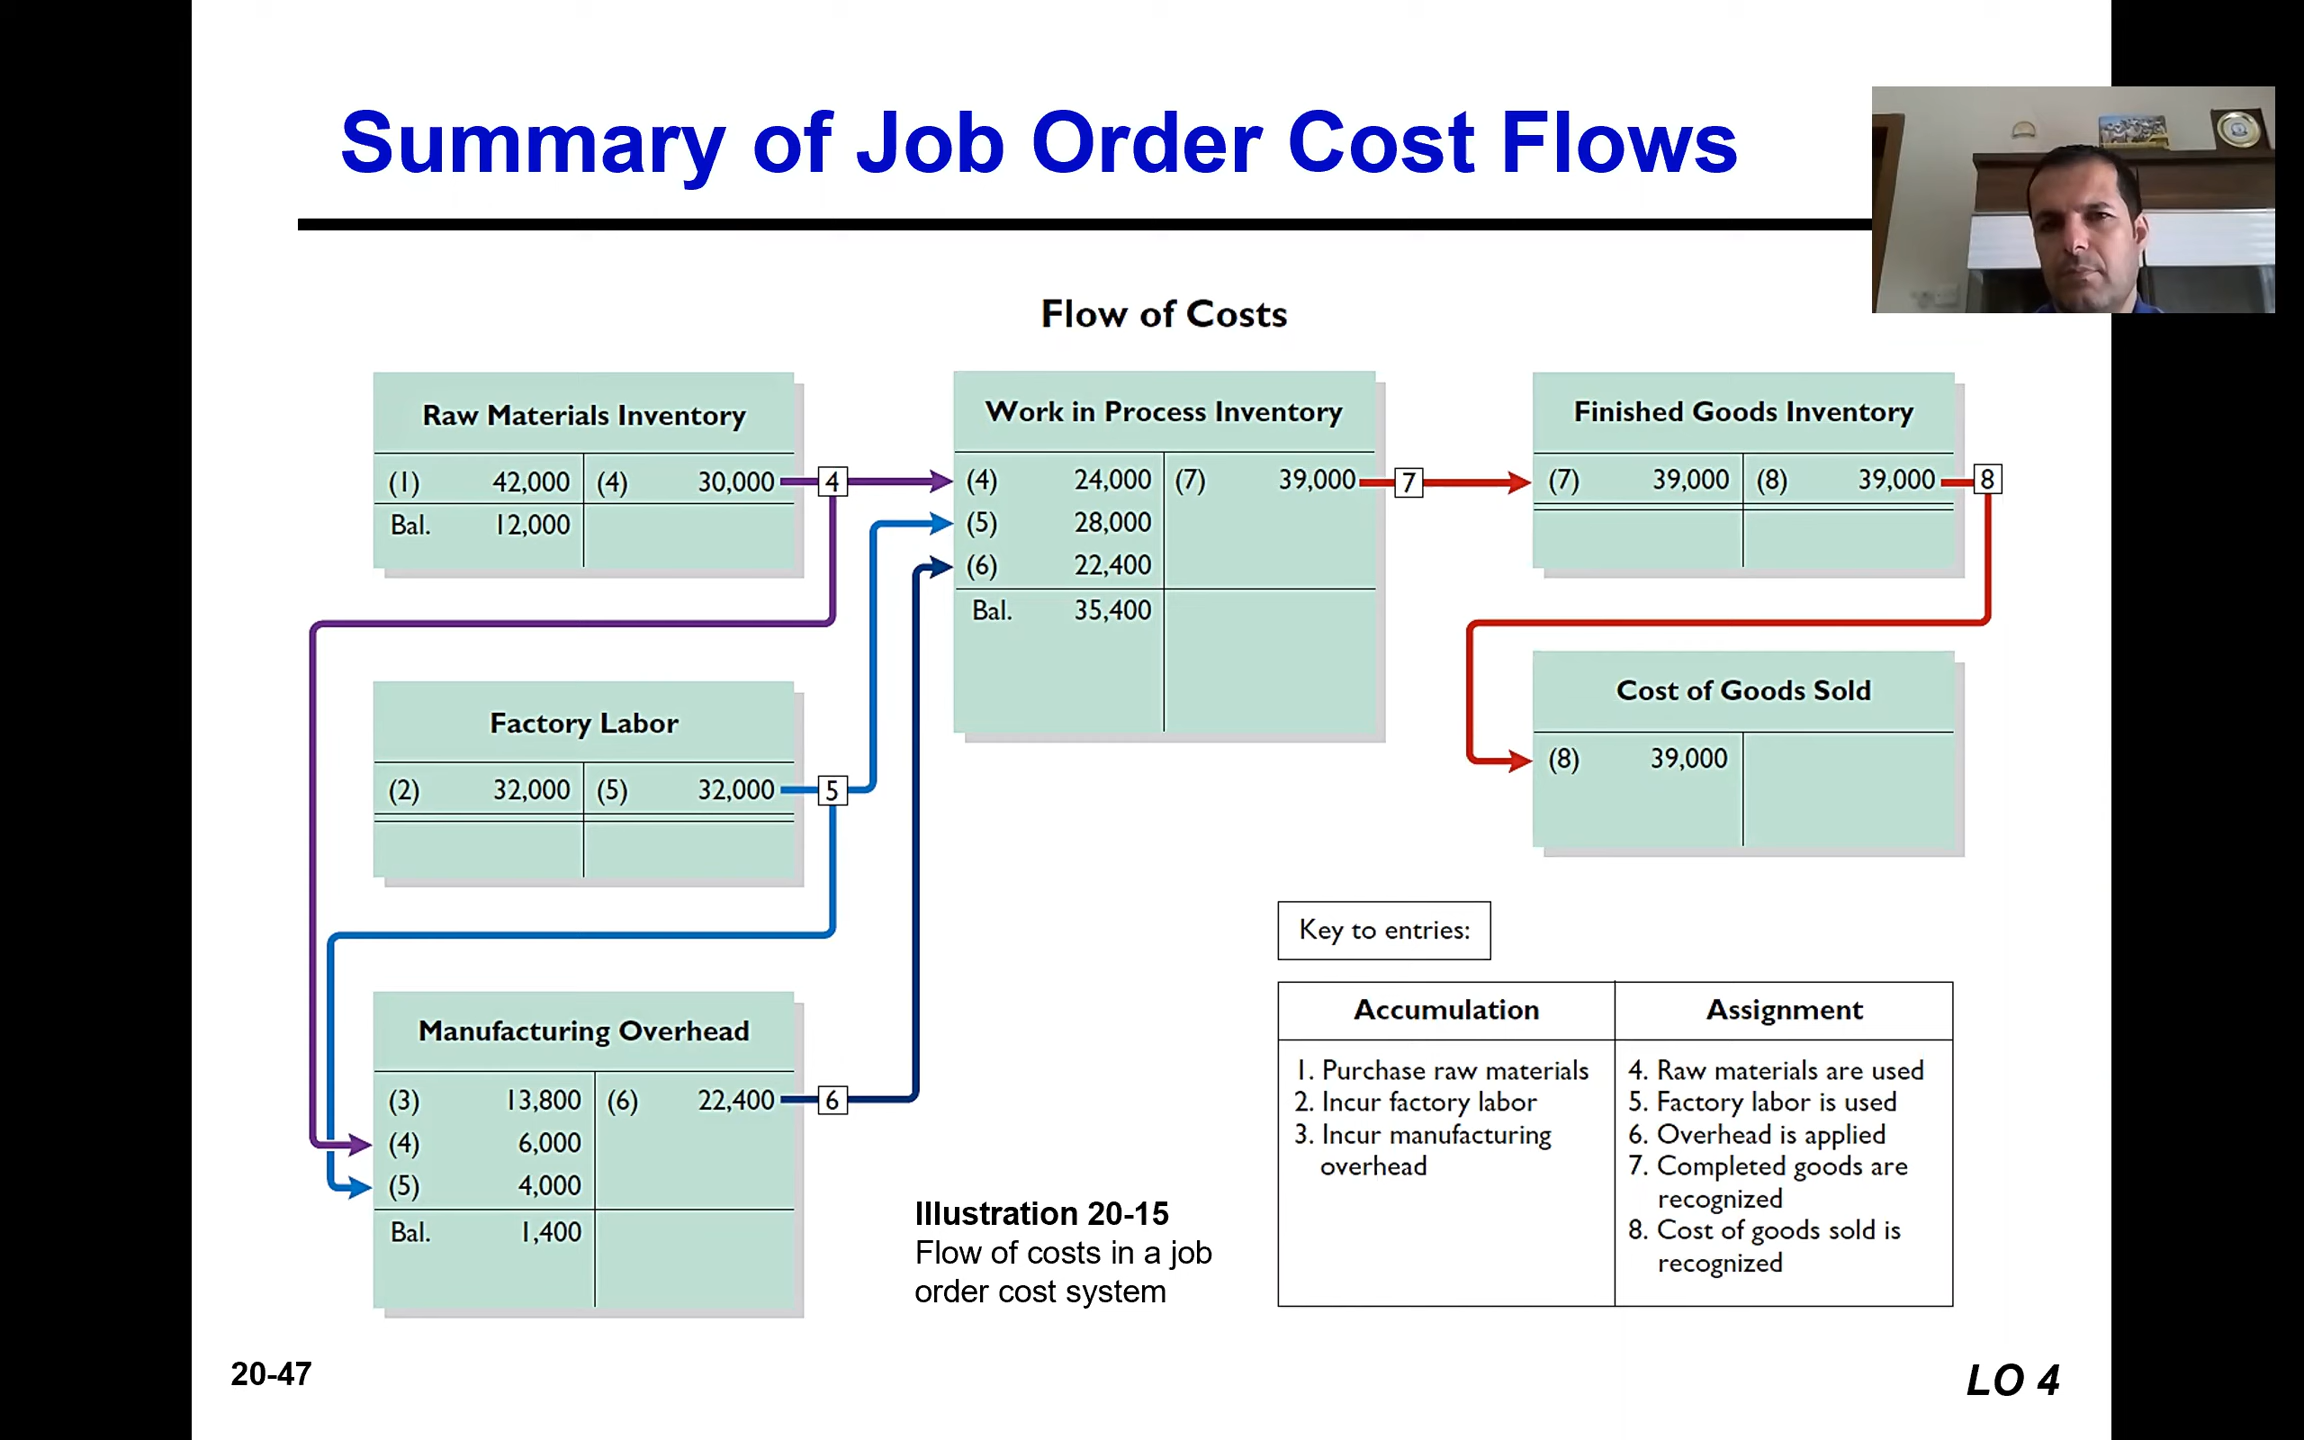 Summary of Job Order Cost Flows
Flow of Costs
Raw Materials Inventory
(1) 42,000 (4) 30,000
Bal. 12,000
4
Factory Labor
(2) 32,000 (5) 32,000
5
Manufacturing Overhead
(3) 13,800 (6) 22,400
(4) 6,000
(5) 4,000
Bal. 1,400
6
Work in Process Inventory
(4) 24,000 (7) 39,000
(5) 28,000
(6) 22,400
Bal. 35,400
7
Finished Goods Inventory
(7) 39,000 (8) 39,000
8
Cost of Goods Sold
(8) 39,000
Key to entries:
Accumulation
1. Purchase raw materials
2. Incur factory labor
3. Incur manufacturing
overhead
Assignment
4. Raw materials are used
5. Factory labor is used
6. Overhead is applied
7. Completed goods are
recognized
8. Cost of goods sold is
recognized
Illustration 20-15
Flow of costs in a job
order cost system
20-47
LO 4